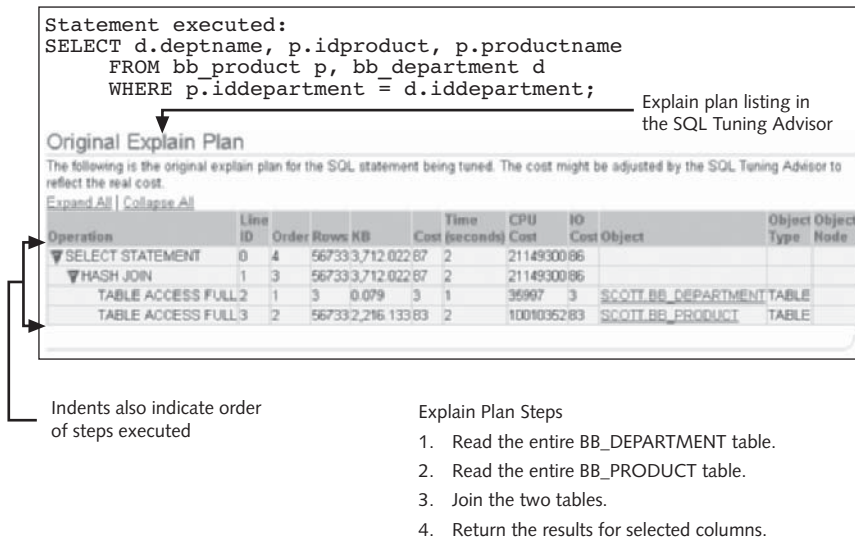 Statement executed:
SELECT d.deptname, p.idproduct, p.productname
FROM bb_product p, bb_department d
WHERE p.iddepartment = d.iddepartment;
Explain plan listing in
the SQL Tuning Advisor
Original Explain Plan
The following is the original explain plan for the SQL statement being tuned. The cost might be adjusted by the SQL Tuning Advisor to
reflect the real cost.
Expand All | Collapse All
Operation Line ID Order Rows KB Cost Time (seconds) CPU Cost IO Cost Object Object Type Object Node
SELECT STATEMENT 0 4 56733 3,712.022 87 2 21149300 86
HASH JOIN 1 3 56733 3,712.022 87 2 21149300 86
TABLE ACCESS FULL 2 1 3 0.079 3 1 35997 3 SCOTT.BB_DEPARTMENT TABLE
TABLE ACCESS FULL 3 2 56733 2,216.133 83 2 10010352 83 SCOTT.BB_PRODUCT TABLE
Indents also indicate order
of steps executed
Explain Plan Steps
1. Read the entire BB_DEPARTMENT table.
2. Read the entire BB_PRODUCT table.
3. Join the two tables.
4. Return the results for selected columns.